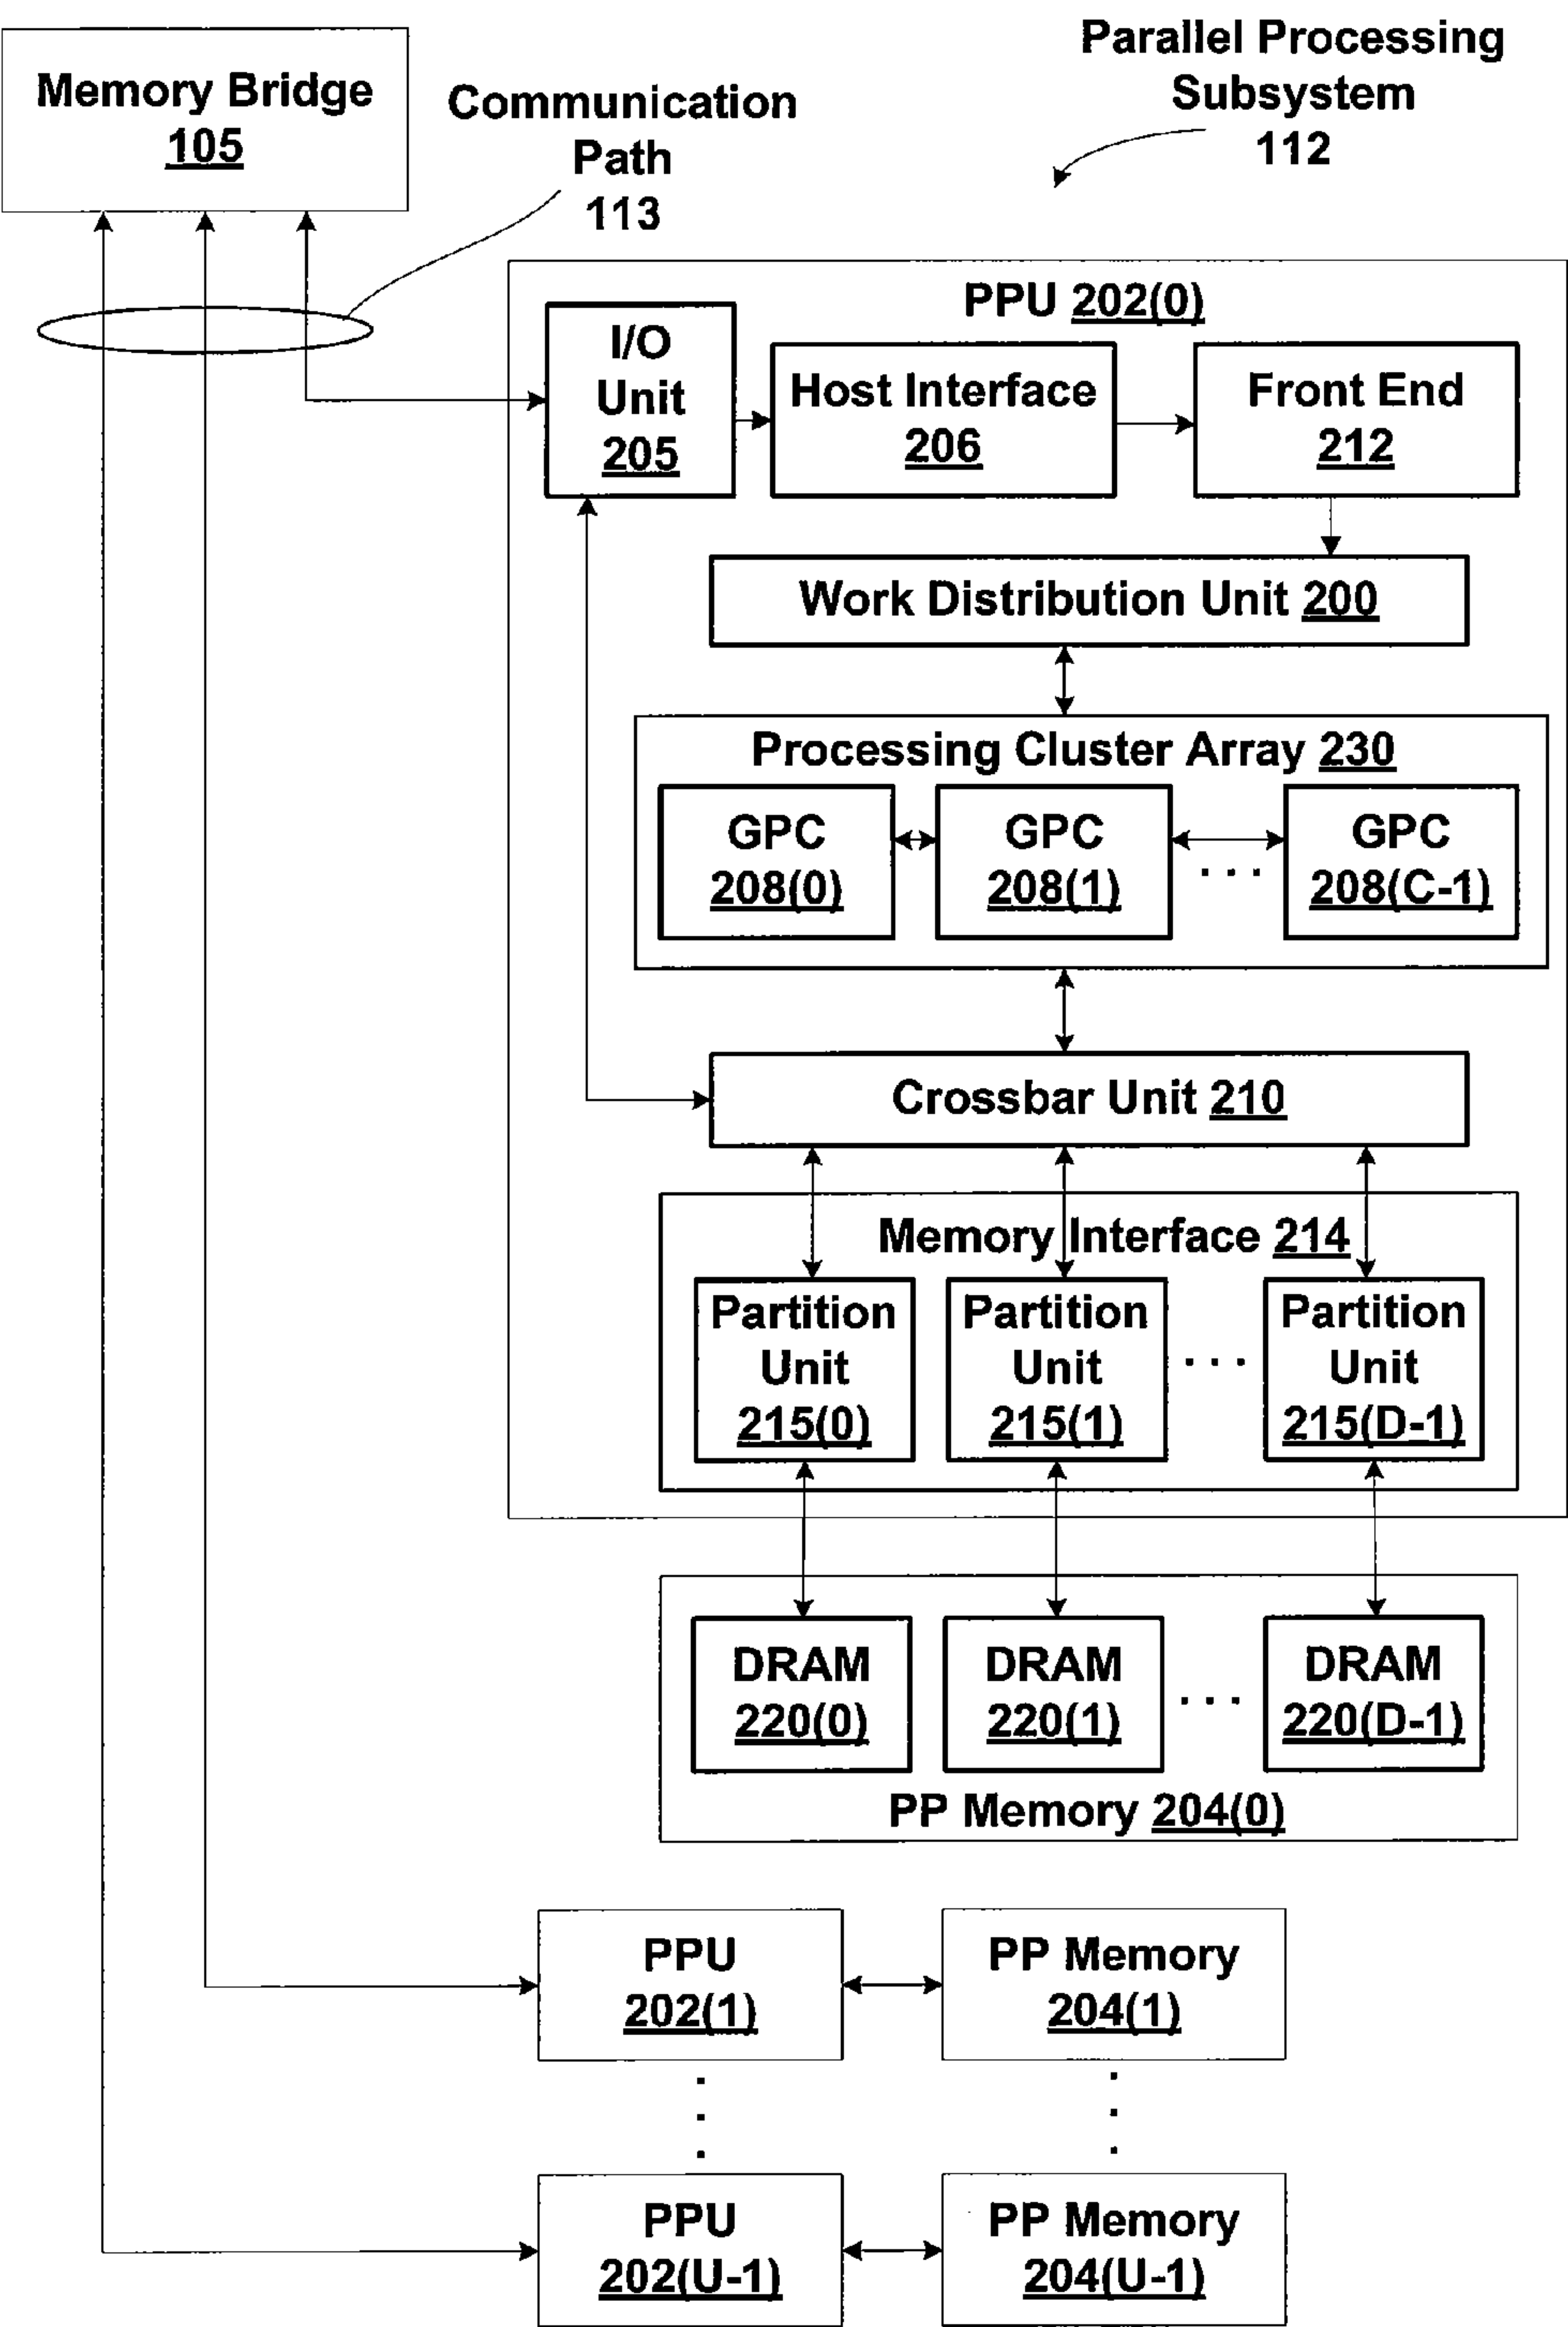 Parallel Processing
Subsystem
112
Memory Bridge
105
Communication
Path
113
PPU 202(0)
I/O
Unit
205
Host Interface
206
Front End
212
Work Distribution Unit 200
Processing Cluster Array 230
GPC
208(0)
GPC
208(1)
. . .
GPC
208(C-1)
Crossbar Unit 210
Memory Interface 214
Partition
Unit
215(0)
Partition
Unit
215(1)
. . .
Partition
Unit
215(D-1)
DRAM
220(0)
DRAM
220(1)
. . .
DRAM
220(D-1)
PP Memory 204(0)
PPU
202(1)
PP Memory
204(1)
PPU
202(U-1)
PP Memory
204(U-1)